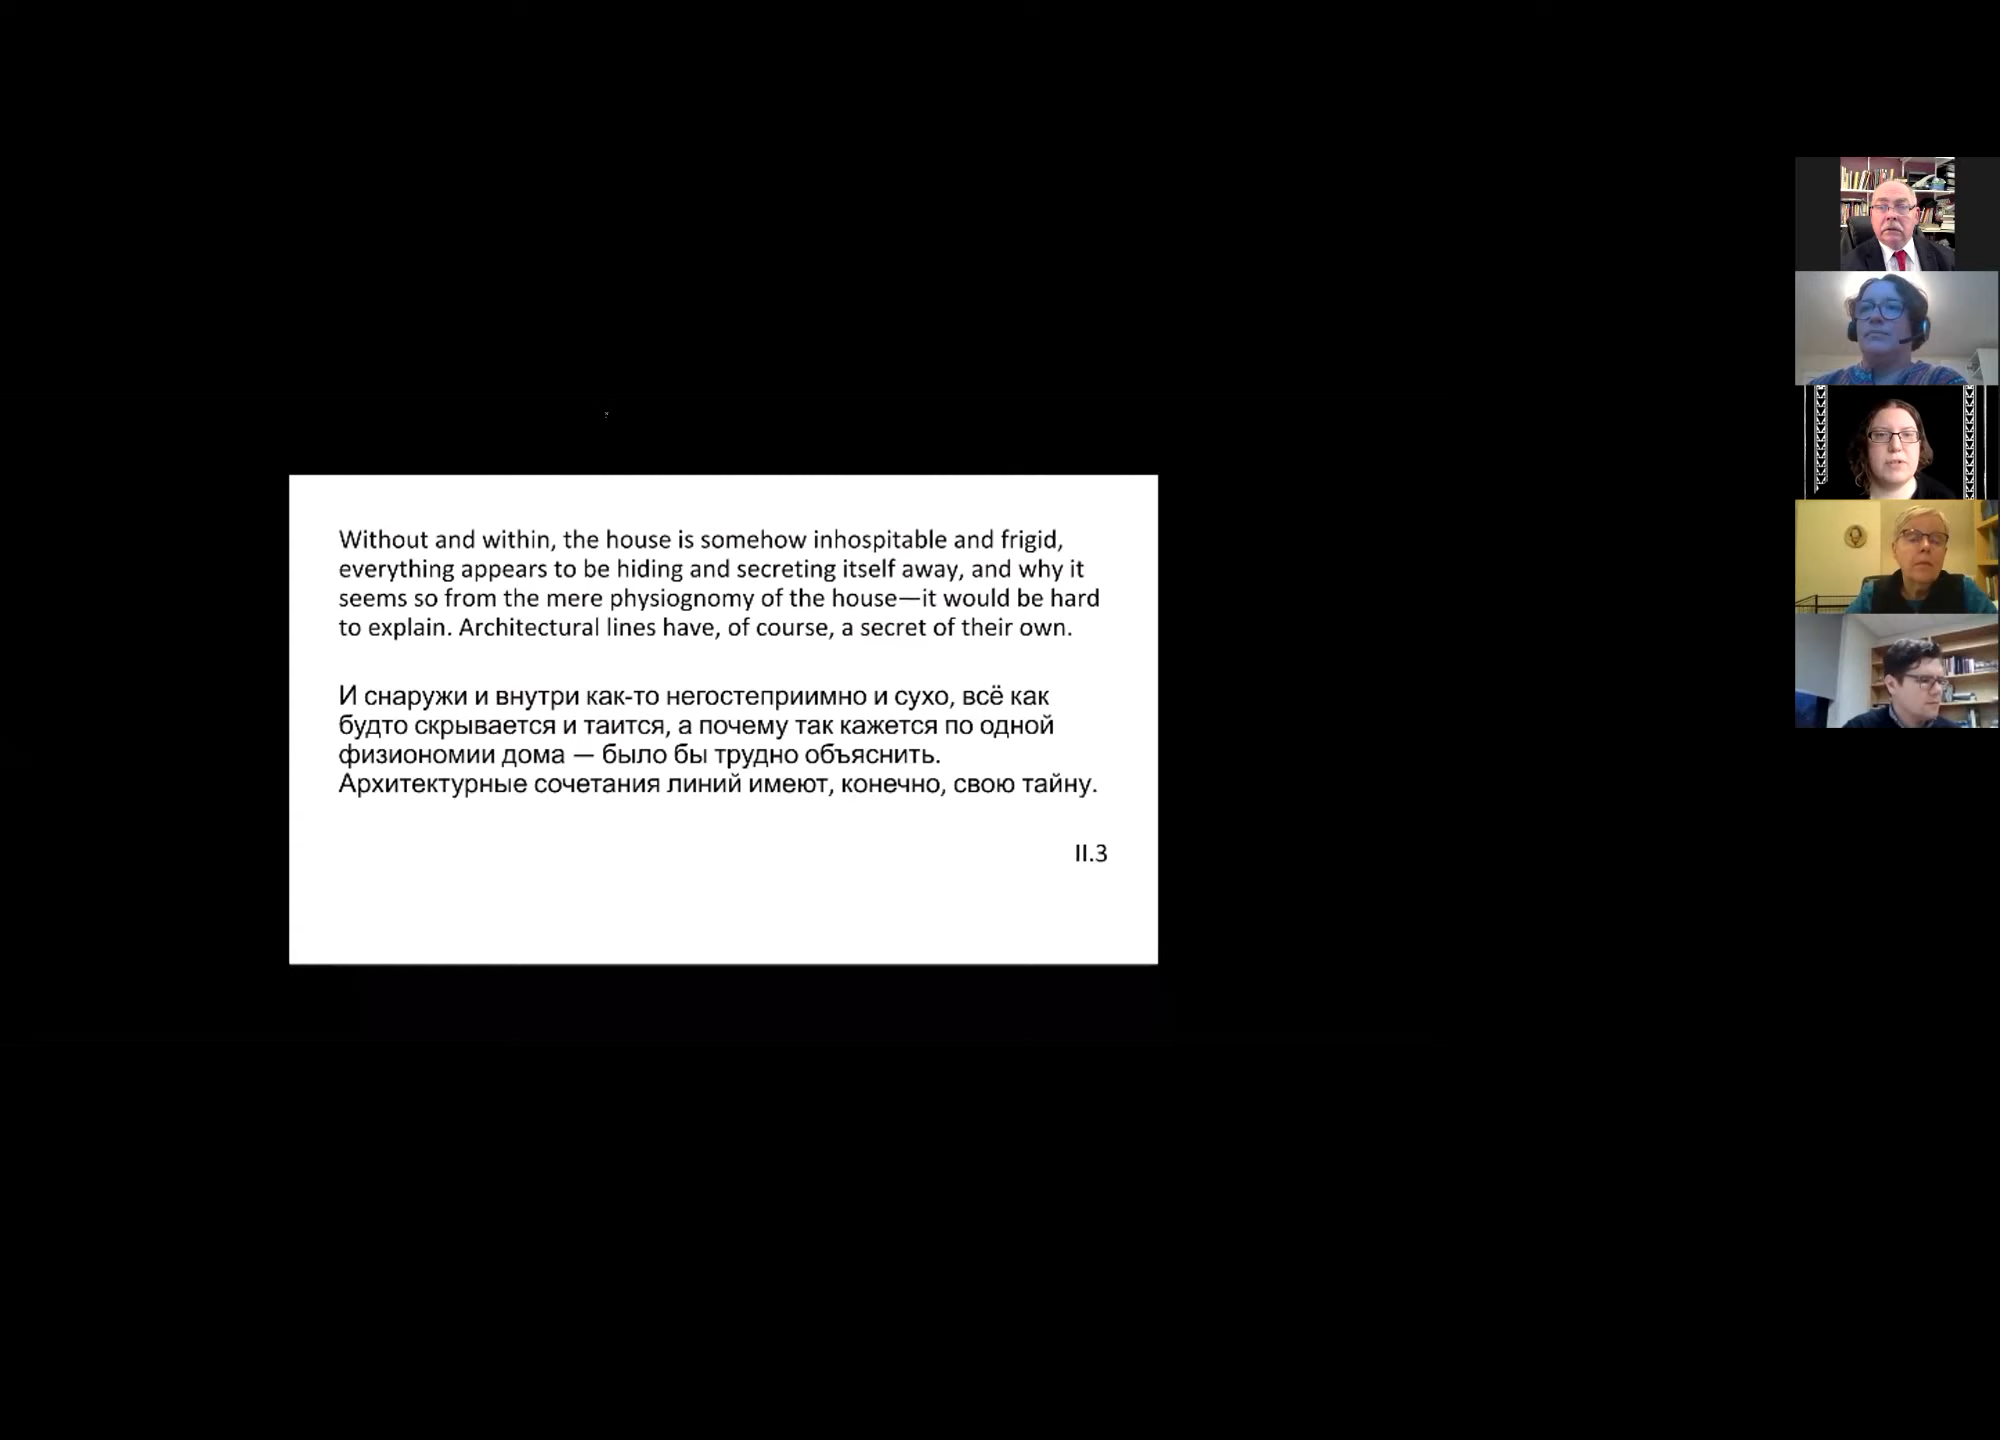 Without and within, the house is somehow inhospitable and frigid,
everything appears to be hiding and secreting itself away, and why it
seems so from the mere physiognomy of the house—it would be hard
to explain. Architectural lines have, of course, a secret of their own.
И снаружи и внутри как-то негостеприимно и сухо, всё как
будто скрывается и таится, а почему так кажется по одной
физиономии дома — было бы трудно объяснить.
Архитектурные сочетания линий имеют, конечно, свою тайну.
II.3